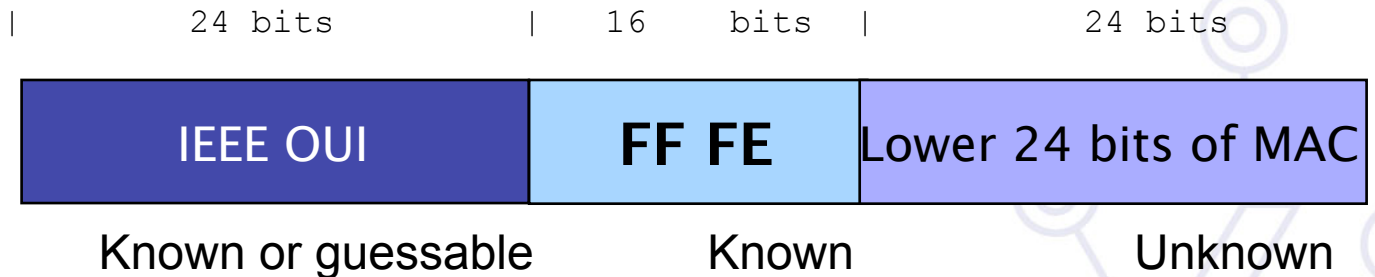 | 24 bits | 16 bits | 24 bits
IEEE OUI FF FE Lower 24 bits of MAC
Known or guessable Known Unknown